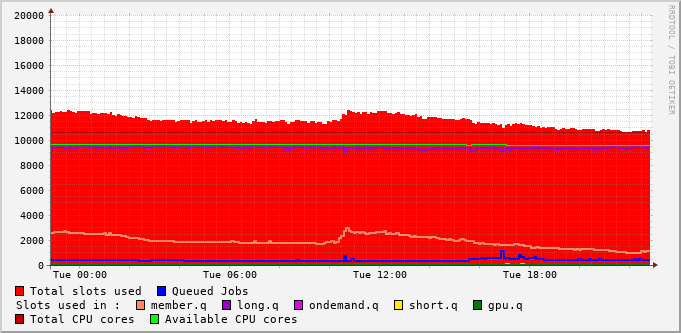 RRDTOOL / TOBI OETIKER
20000
18000
16000
14000
12000
10000
8000
6000
4000
2000
0
Tue 00:00 Tue 06:00 Tue 12:00 Tue 18:00
Total slots used Queued Jobs
Slots used in : member.q long.q ondemand.q short.q gpu.q
Total CPU cores Available CPU cores